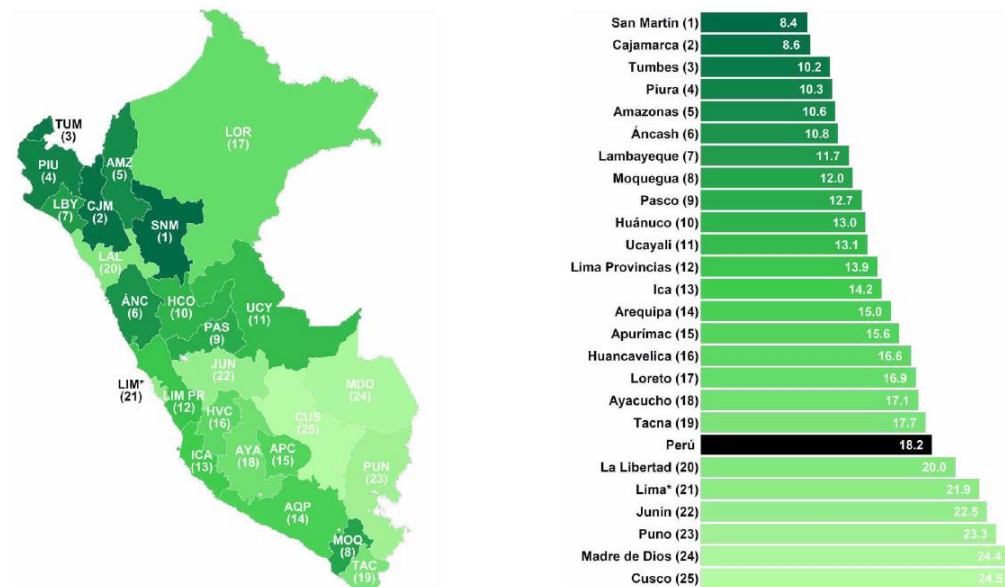 TUM
(3)
LOR
(17)
PIU
(4)
AMZ
(5)
LBY
(7)
CJM
(2)
SNM
(1)
LAL
(20)
ÁNC
(6)
HCO
(10)
UCY
(11)
PAS
(9)
JUN
(22)
LIM*
(21)
LIM PR
(12)
MDD
(24)
HVC
(16)
CUS
(25)
ICA
(13)
AYA
(18)
APC
(15)
PUN
(23)
AQP
(14)
MOQ
(8)
TAC
(19)
San Martín (1) 8.4
Cajamarca (2) 8.6
Tumbes (3) 10.2
Piura (4) 10.3
Amazonas (5) 10.6
Áncash (6) 10.8
Lambayeque (7) 11.7
Moquegua (8) 12.0
Pasco (9) 12.7
Huánuco (10) 13.0
Ucayali (11) 13.1
Lima Provincias (12) 13.9
Ica (13) 14.2
Arequipa (14) 15.0
Apurímac (15) 15.6
Huancavelica (16) 16.6
Loreto (17) 16.9
Ayacucho (18) 17.1
Tacna (19) 17.7
Perú 18.2
La Libertad (20) 20.0
Lima* (21) 21.9
Junín (22) 22.5
Puno (23) 23.3
Madre de Dios (24) 24.4
Cusco (25)